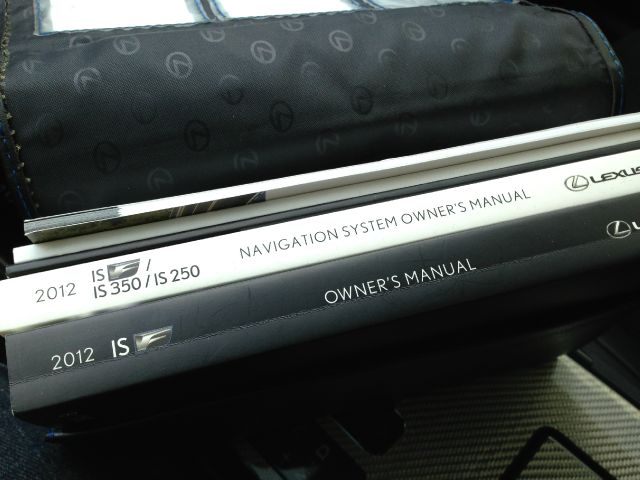 2012 IS F /
IS 350 / IS 250
NAVIGATION SYSTEM OWNER'S MANUAL
LEXUS
2012 IS F
OWNER'S MANUAL